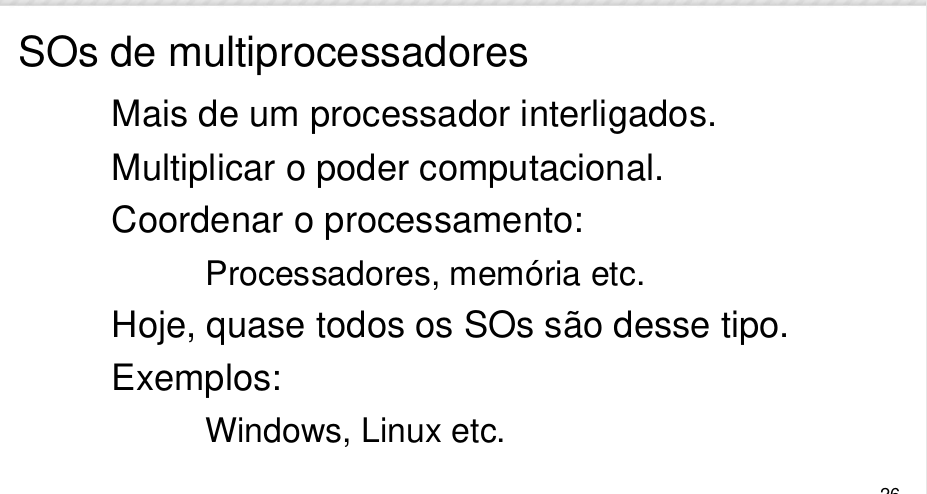 SOs de multiprocessadores
Mais de um processador interligados.
Multiplicar o poder computacional.
Coordenar o processamento:
Processadores, memória etc.
Hoje, quase todos os SOs são desse tipo.
Exemplos:
Windows, Linux etc.